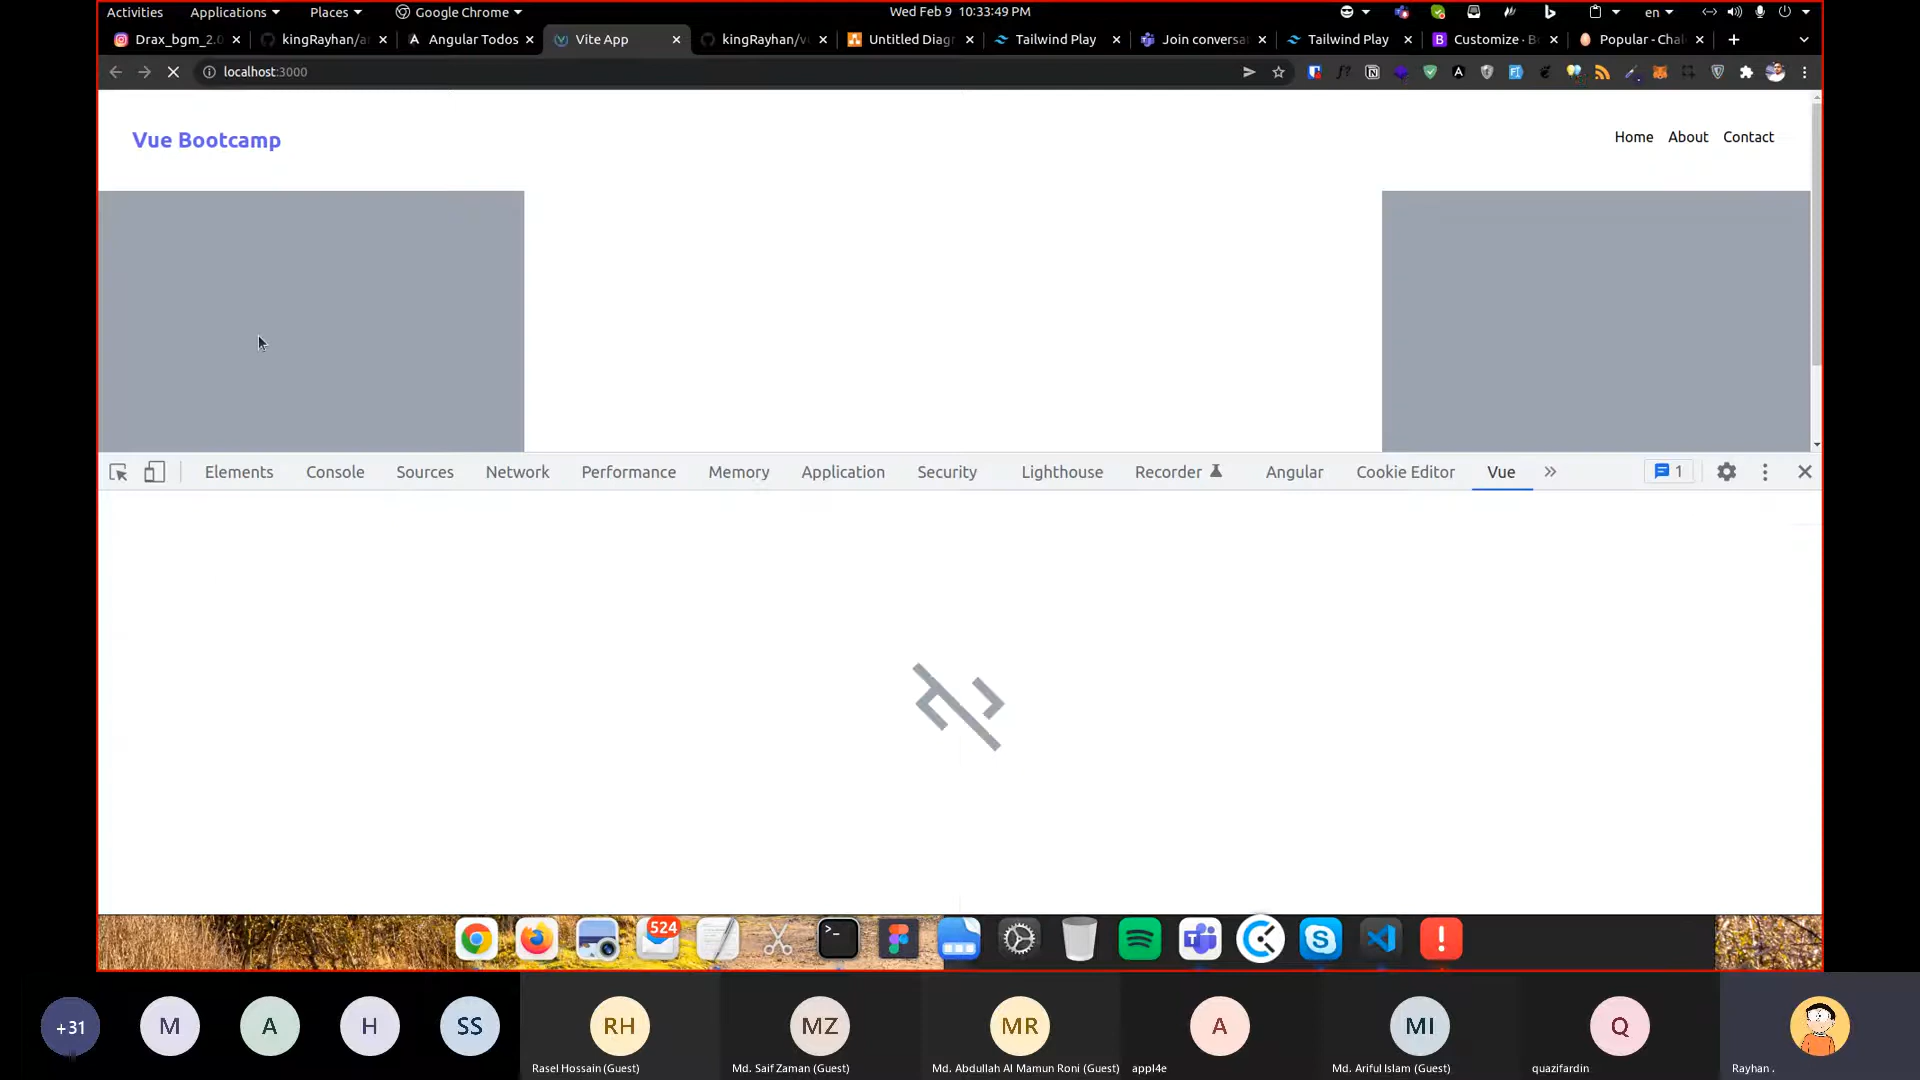 Activities Applications Places Google Chrome Wed Feb 9 10:33:49 PM en
Drax_bgm_2.0 kingRayhan/a Angular Todos Vite App kingRayhan/v Untitled Diagr Tailwind Play Join conversa Tailwind Play Customize · B Popular - Cha
localhost:3000
Vue Bootcamp
Home About Contact
Elements Console Sources Network Performance Memory Application Security Lighthouse Recorder Angular Cookie Editor Vue 1
524
+31 M A H SS RH MZ MR A MI Q
Rasel Hossain (Guest) Md. Saif Zaman (Guest) Md. Abdullah Al Mamun Roni (Guest) appl4e Md. Ariful Islam (Guest) quazifardin Rayhan .